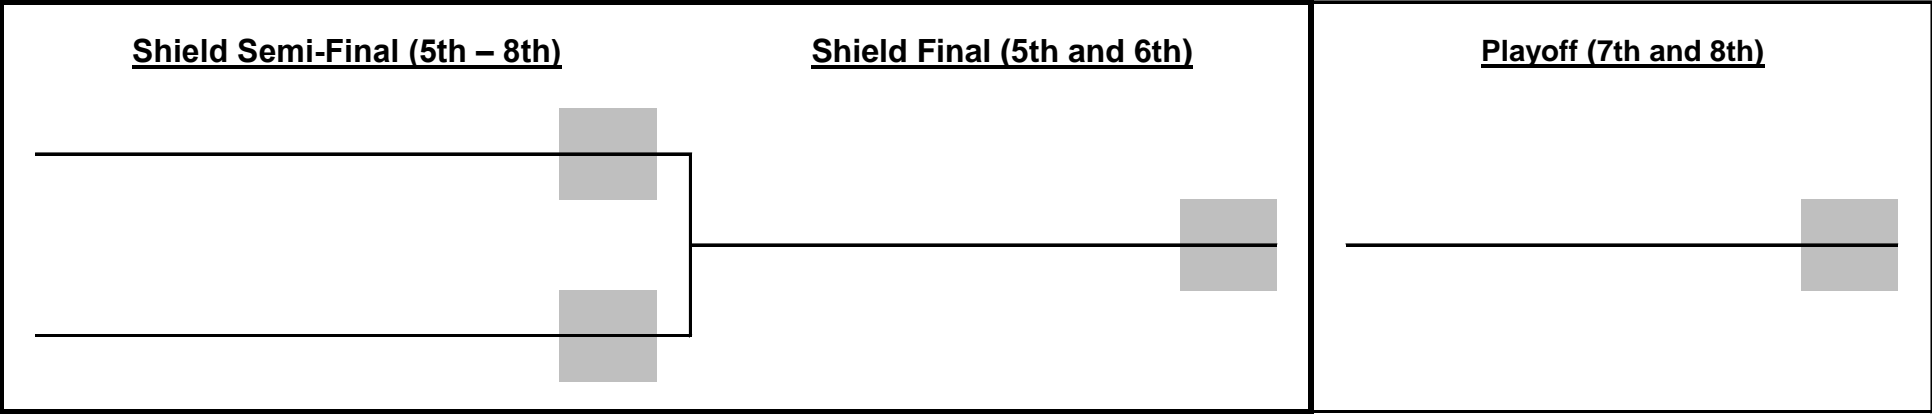 Shield Semi-Final (5th – 8th)
Shield Final (5th and 6th)
Playoff (7th and 8th)